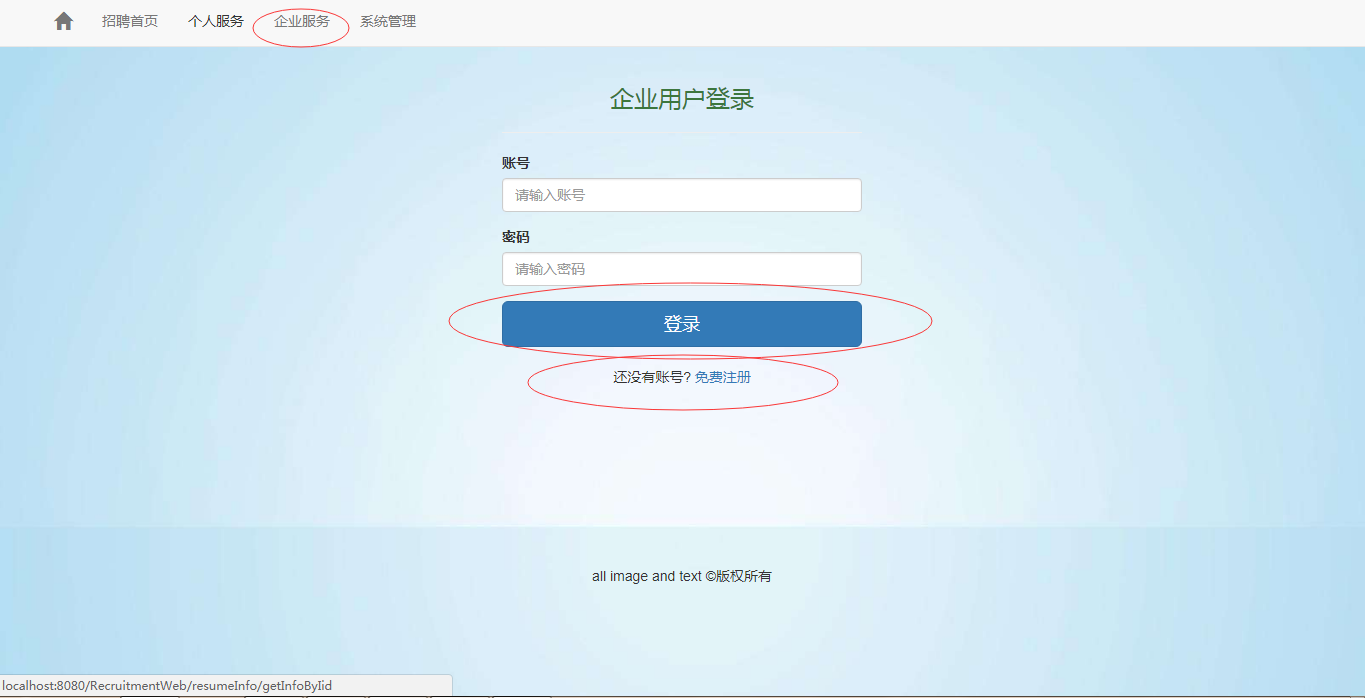 招聘首页 个人服务 企业服务 系统管理
企业用户登录
账号
请输入账号
密码
请输入密码
登录
还没有账号? 免费注册
all image and text ©版权所有
localhost:8080/RecruitmentWeb/resumeInfo/getInfoByIid